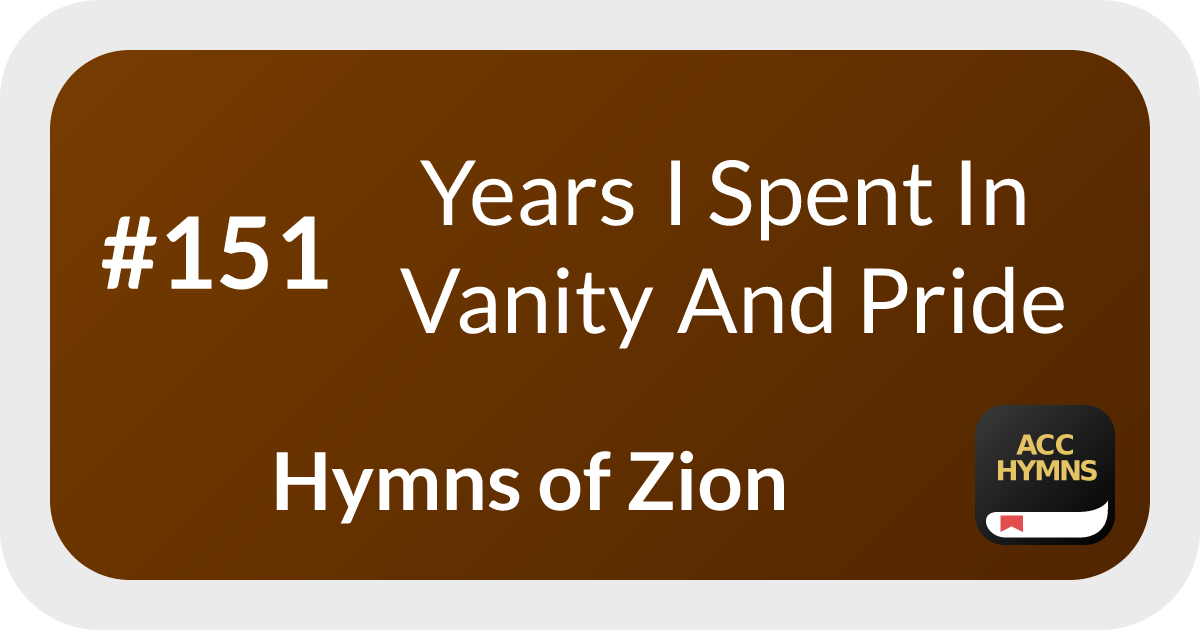 #151
Years I Spent In
Vanity And Pride
Hymns of Zion
ACC
HYMNS